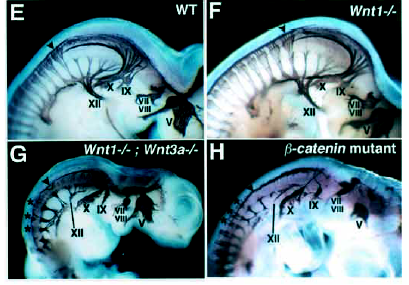 E WT
X IX
XII
VII
VIII
V
F Wnt1-/-
X IX
XII
VII
VIII
V
G Wnt1-/- ; Wnt3a-/-
X IX
VII
VIII
V
XII
H β-catenin mutant
IX
X
VII
VIII
V
XII